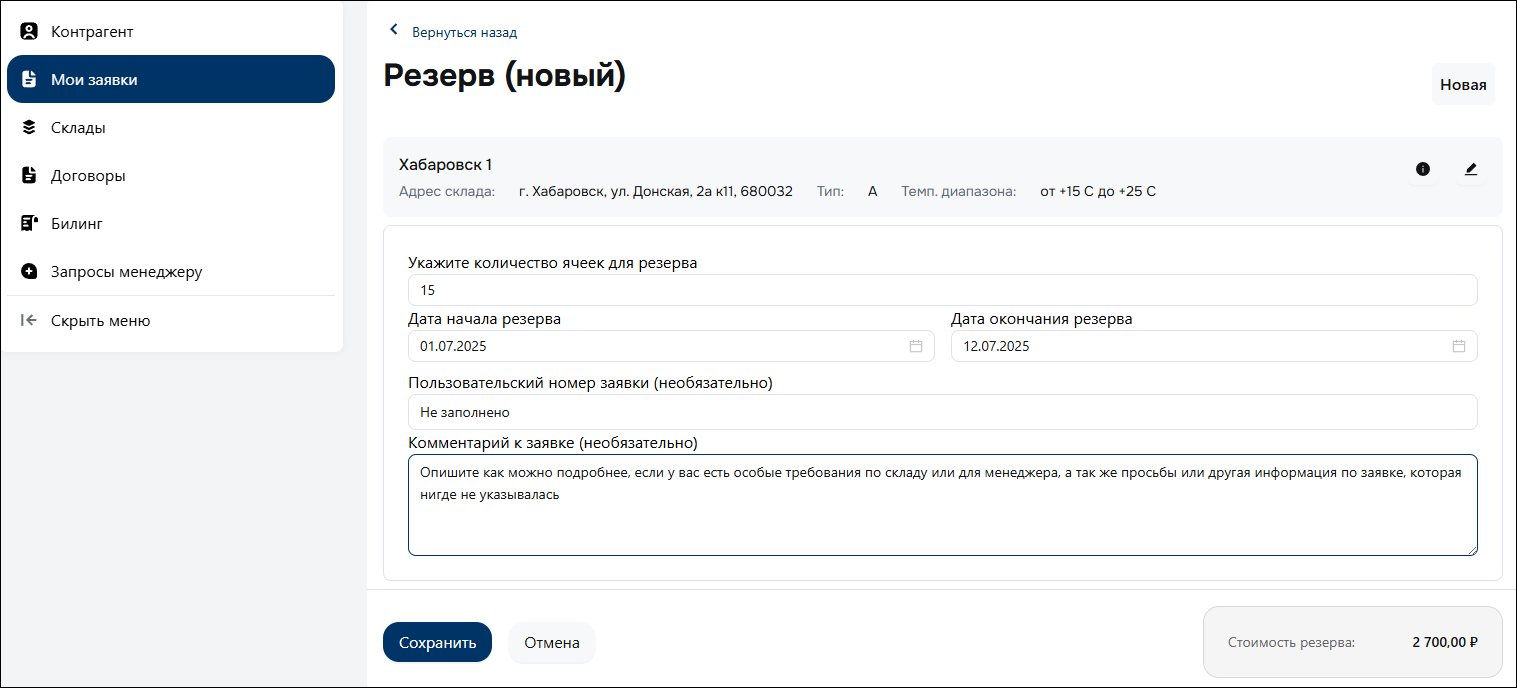 Контрагент
Мои заявки
Склады
Договоры
Билинг
Запросы менеджеру
Скрыть меню
Вернуться назад
Резерв (новый)
Новая
Хабаровск 1
Адрес склада: г. Хабаровск, ул. Донская, 2а к11, 680032 Тип: А Темп. диапазона: от +15 С до +25 С
Укажите количество ячеек для резерва
15
Дата начала резерва Дата окончания резерва
01.07.2025 12.07.2025
Пользовательский номер заявки (необязательно)
Не заполнено
Комментарий к заявке (необязательно)
Опишите как можно подробнее, если у вас есть особые требования по складу или для менеджера, а так же просьбы или другая информация по заявке, которая
нигде не указывалась
Сохранить Отмена Стоимость резерва: 2 700,00 ₽